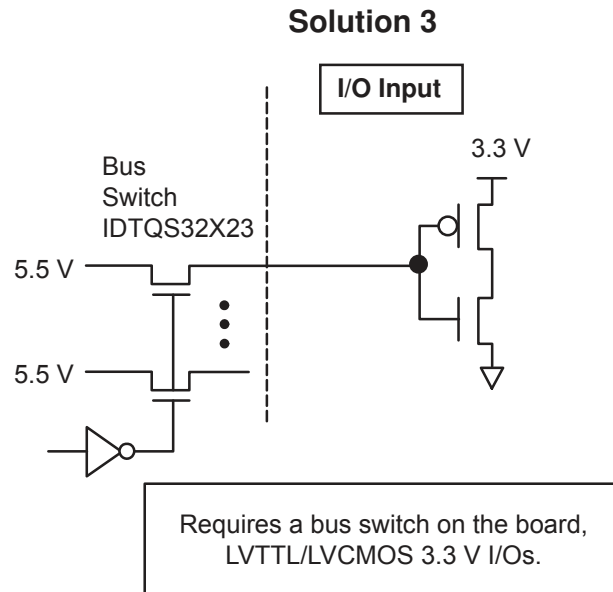 Solution 3
I/O Input
3.3 V
Bus
Switch
IDTQS32X23
5.5 V
5.5 V
Requires a bus switch on the board,
LVTTL/LVCMOS 3.3 V I/Os.